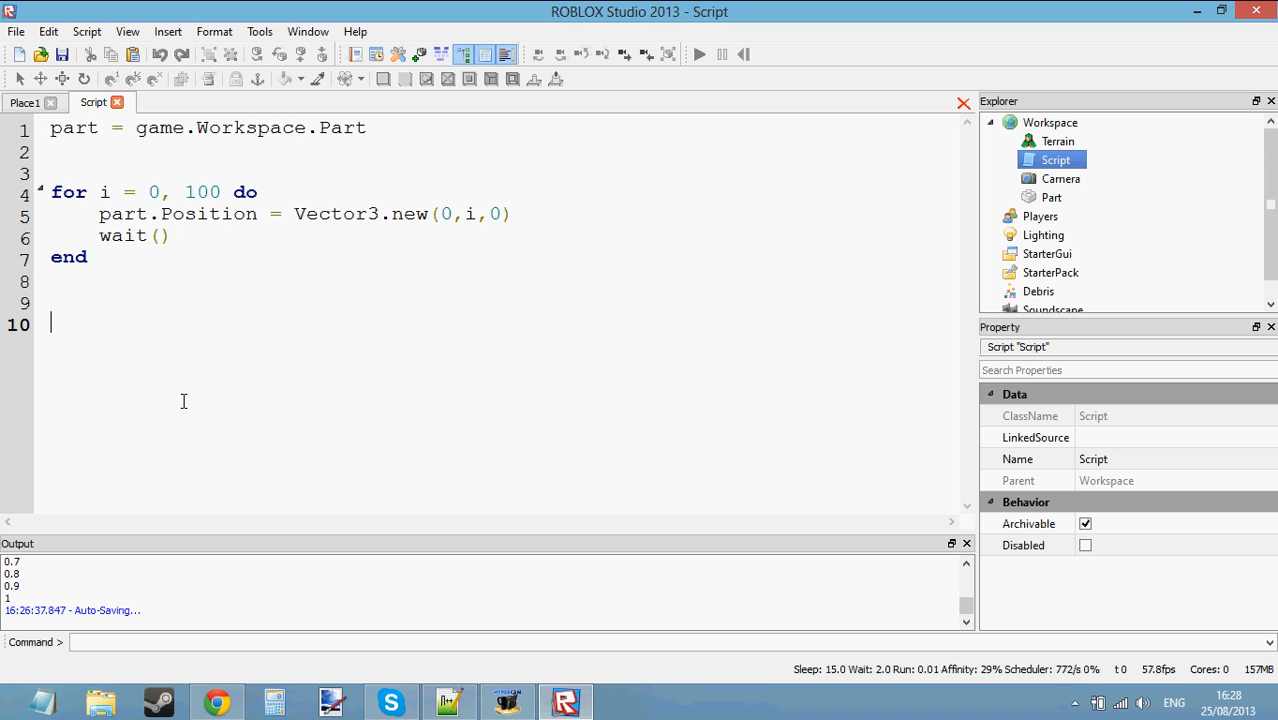 ROBLOX Studio 2013 - Script
File Edit Script View Insert Format Tools Window Help
Place1 Script
1 part = game.Workspace.Part
2
3
4 for i = 0, 100 do
5 part.Position = Vector3.new(0,i,0)
6 wait()
7 end
8
9
10
Explorer
Workspace
Terrain
Script
Camera
Part
Players
Lighting
StarterGui
StarterPack
Debris
Soundscape
Property
Script "Script"
Search Properties
Data
ClassName Script
LinkedSource
Name Script
Parent Workspace
Behavior
Archivable
Disabled
Output
0.7
0.8
0.9
1
16:26:37.847 - Auto-Saving...
Command >
Sleep: 15.0 Wait: 2.0 Run: 0.01 Affinity: 29% Scheduler: 772/s 0% t 0 57.8fps Cores: 0 157MB
ENG
16:28
25/08/2013